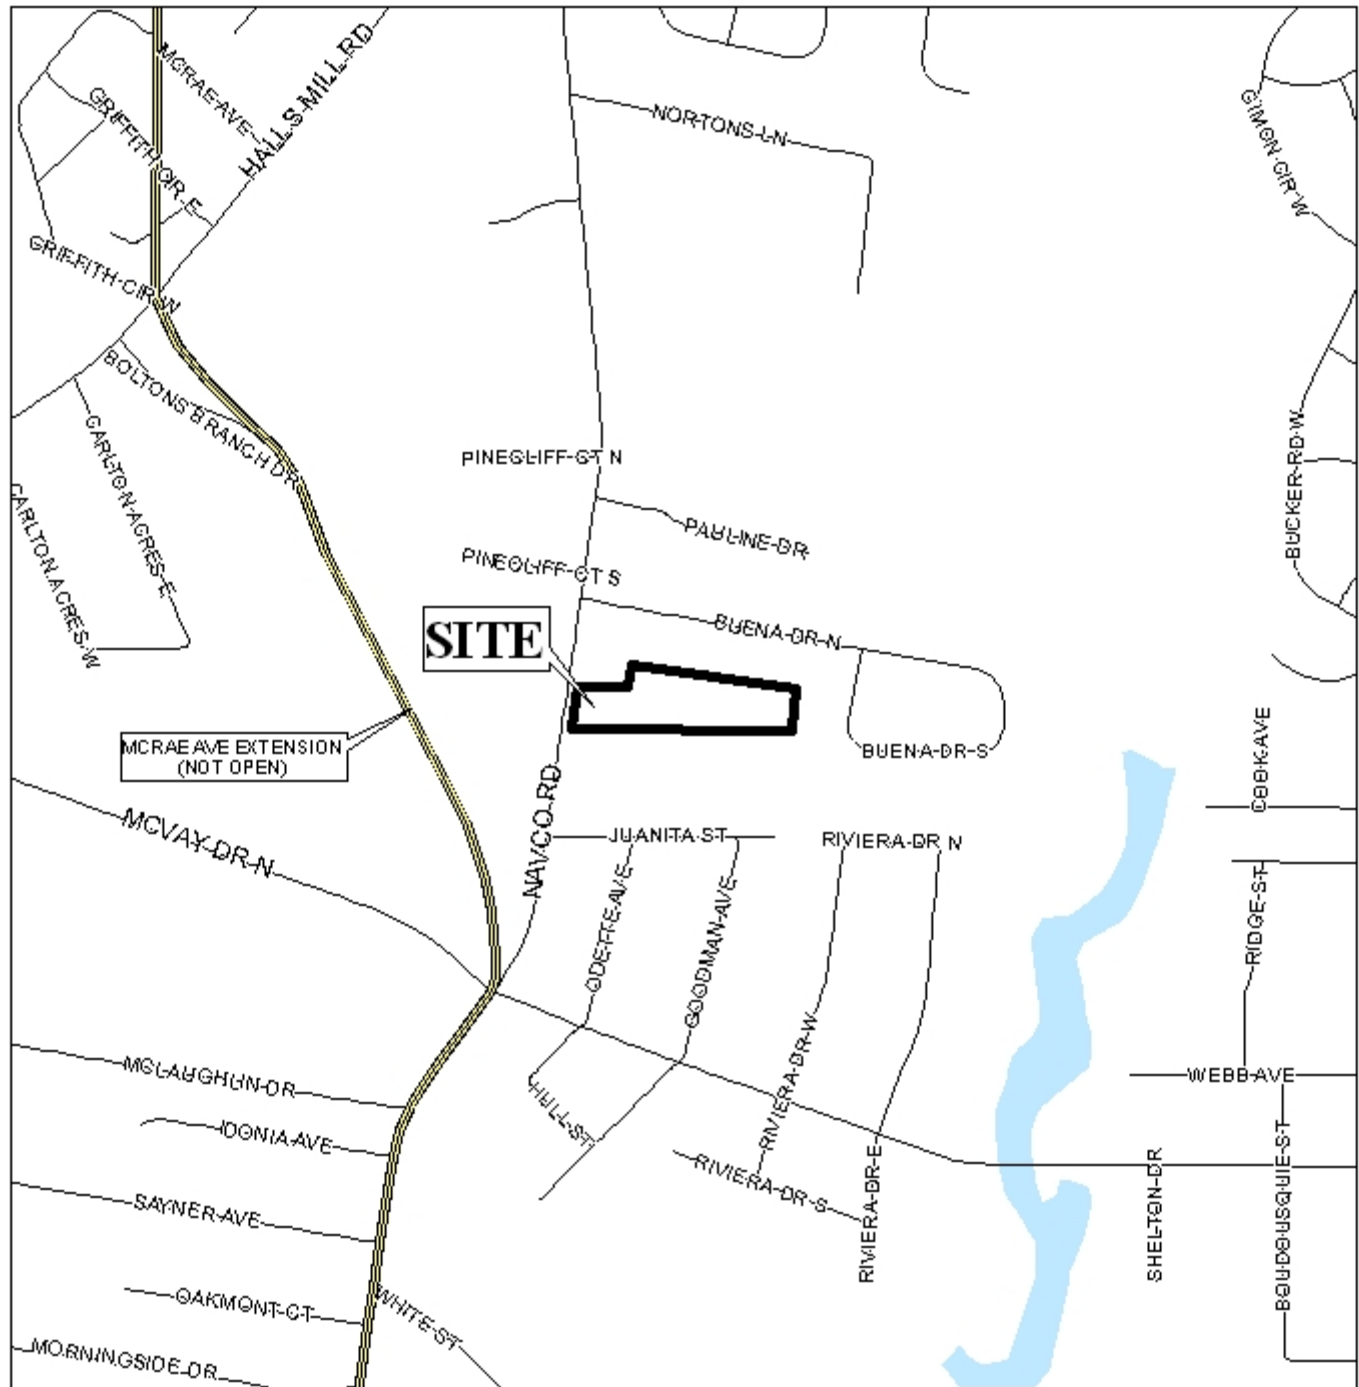 MCRAE AVE
HALLS MILL RD
GRIFFITH CIR E
NORTONS LN
GIMON CIR W
GRIFFITH CIR W
BOLTONS BRANCH DR
CARLTON ACRES E
CARLTON ACRES W
PINECLIFF CT N
BUCKER RD W
PAULINE DR
PINECLIFF CT S
BUENA DR N
SITE
BUENA DR S
MCRAE AVE EXTENSION
(NOT OPEN)
COOK AVE
NAVCO RD
MCVAY DR N
JUANITA ST
RIVIERA DR N
ODETTE AVE
GOODMAN AVE
RIDGE ST
RIVIERA DR W
MCLAUGHLIN DR
WEBB AVE
HULL ST
IDONIA AVE
RIVIERA DR S
RIVIERA DR E
SHELTON DR
BOUDOUSQUIE ST
SAYNER AVE
OAKMONT CT
WHITE ST
MORNINGSIDE DR